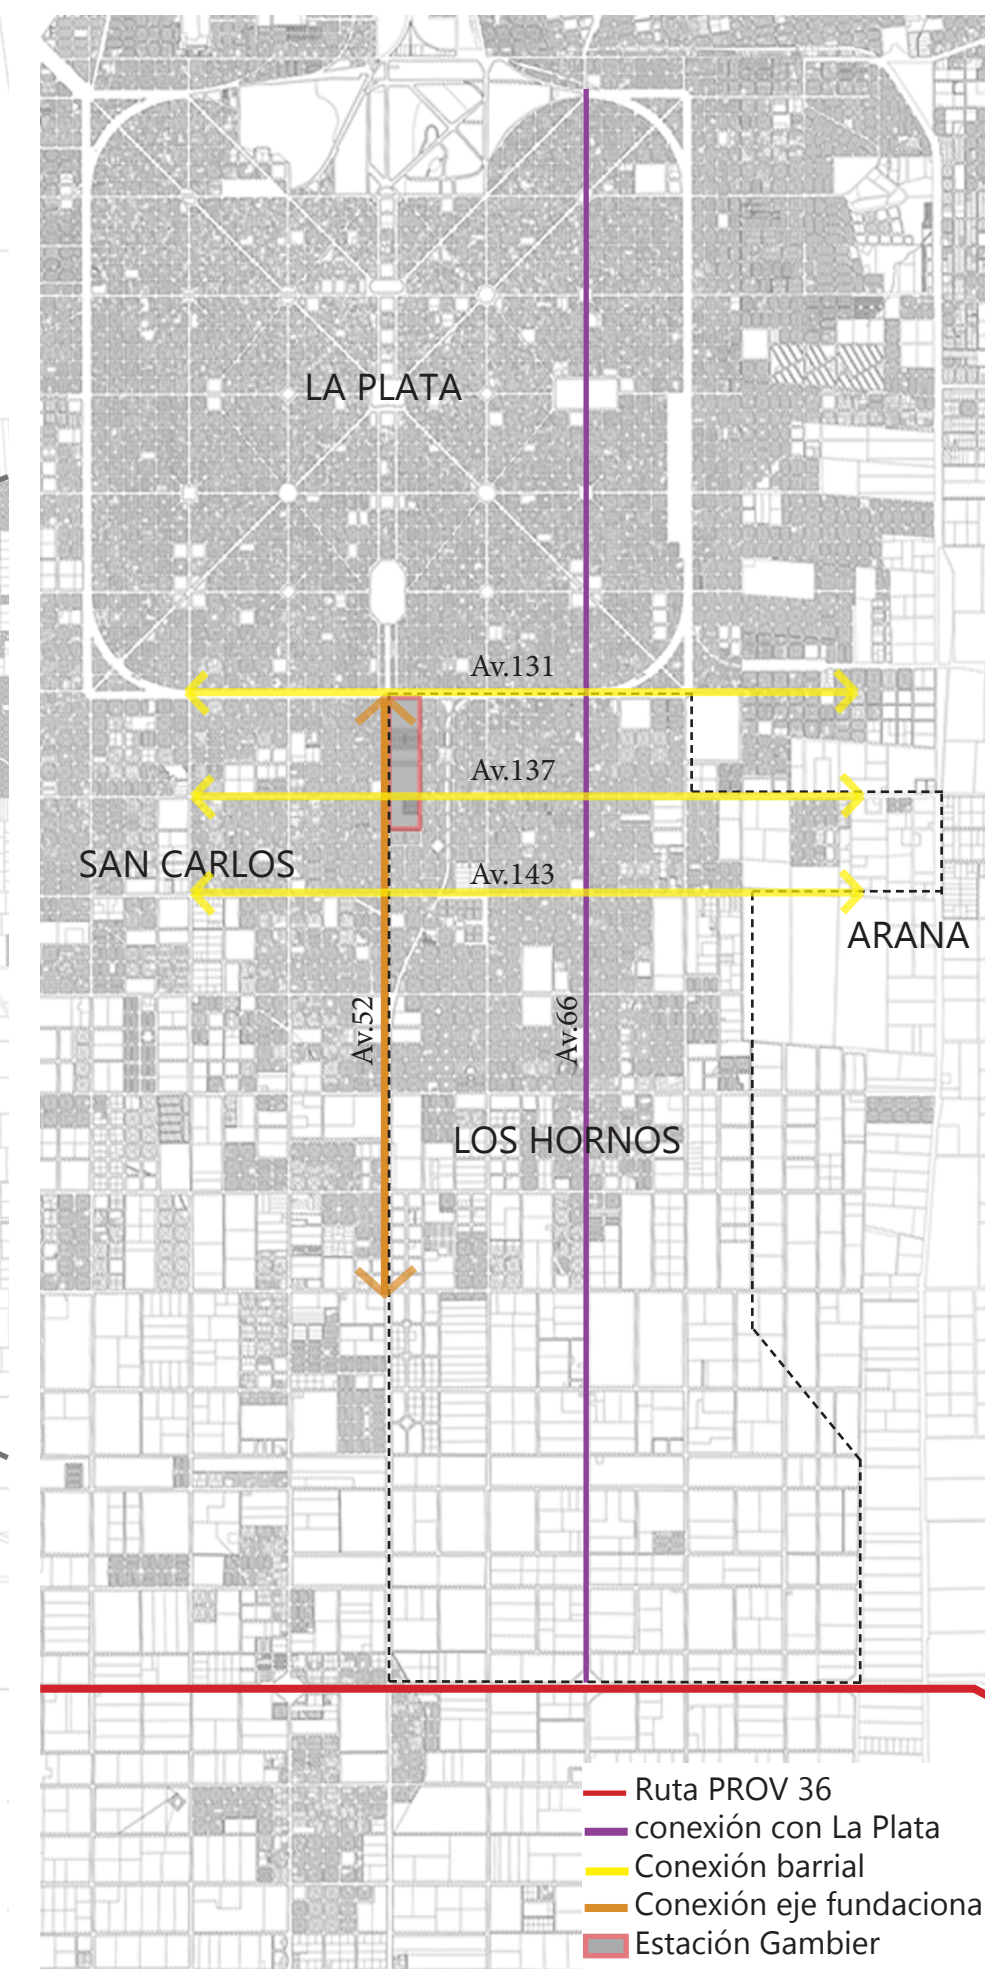 LA PLATA
Av.131
Av.137
SAN CARLOS
Av.143
ARANA
Av.52
Av.66
LOS HORNOS
Ruta PROV 36
conexión con La Plata
Conexión barrial
Conexión eje fundaciona
Estación Gambier